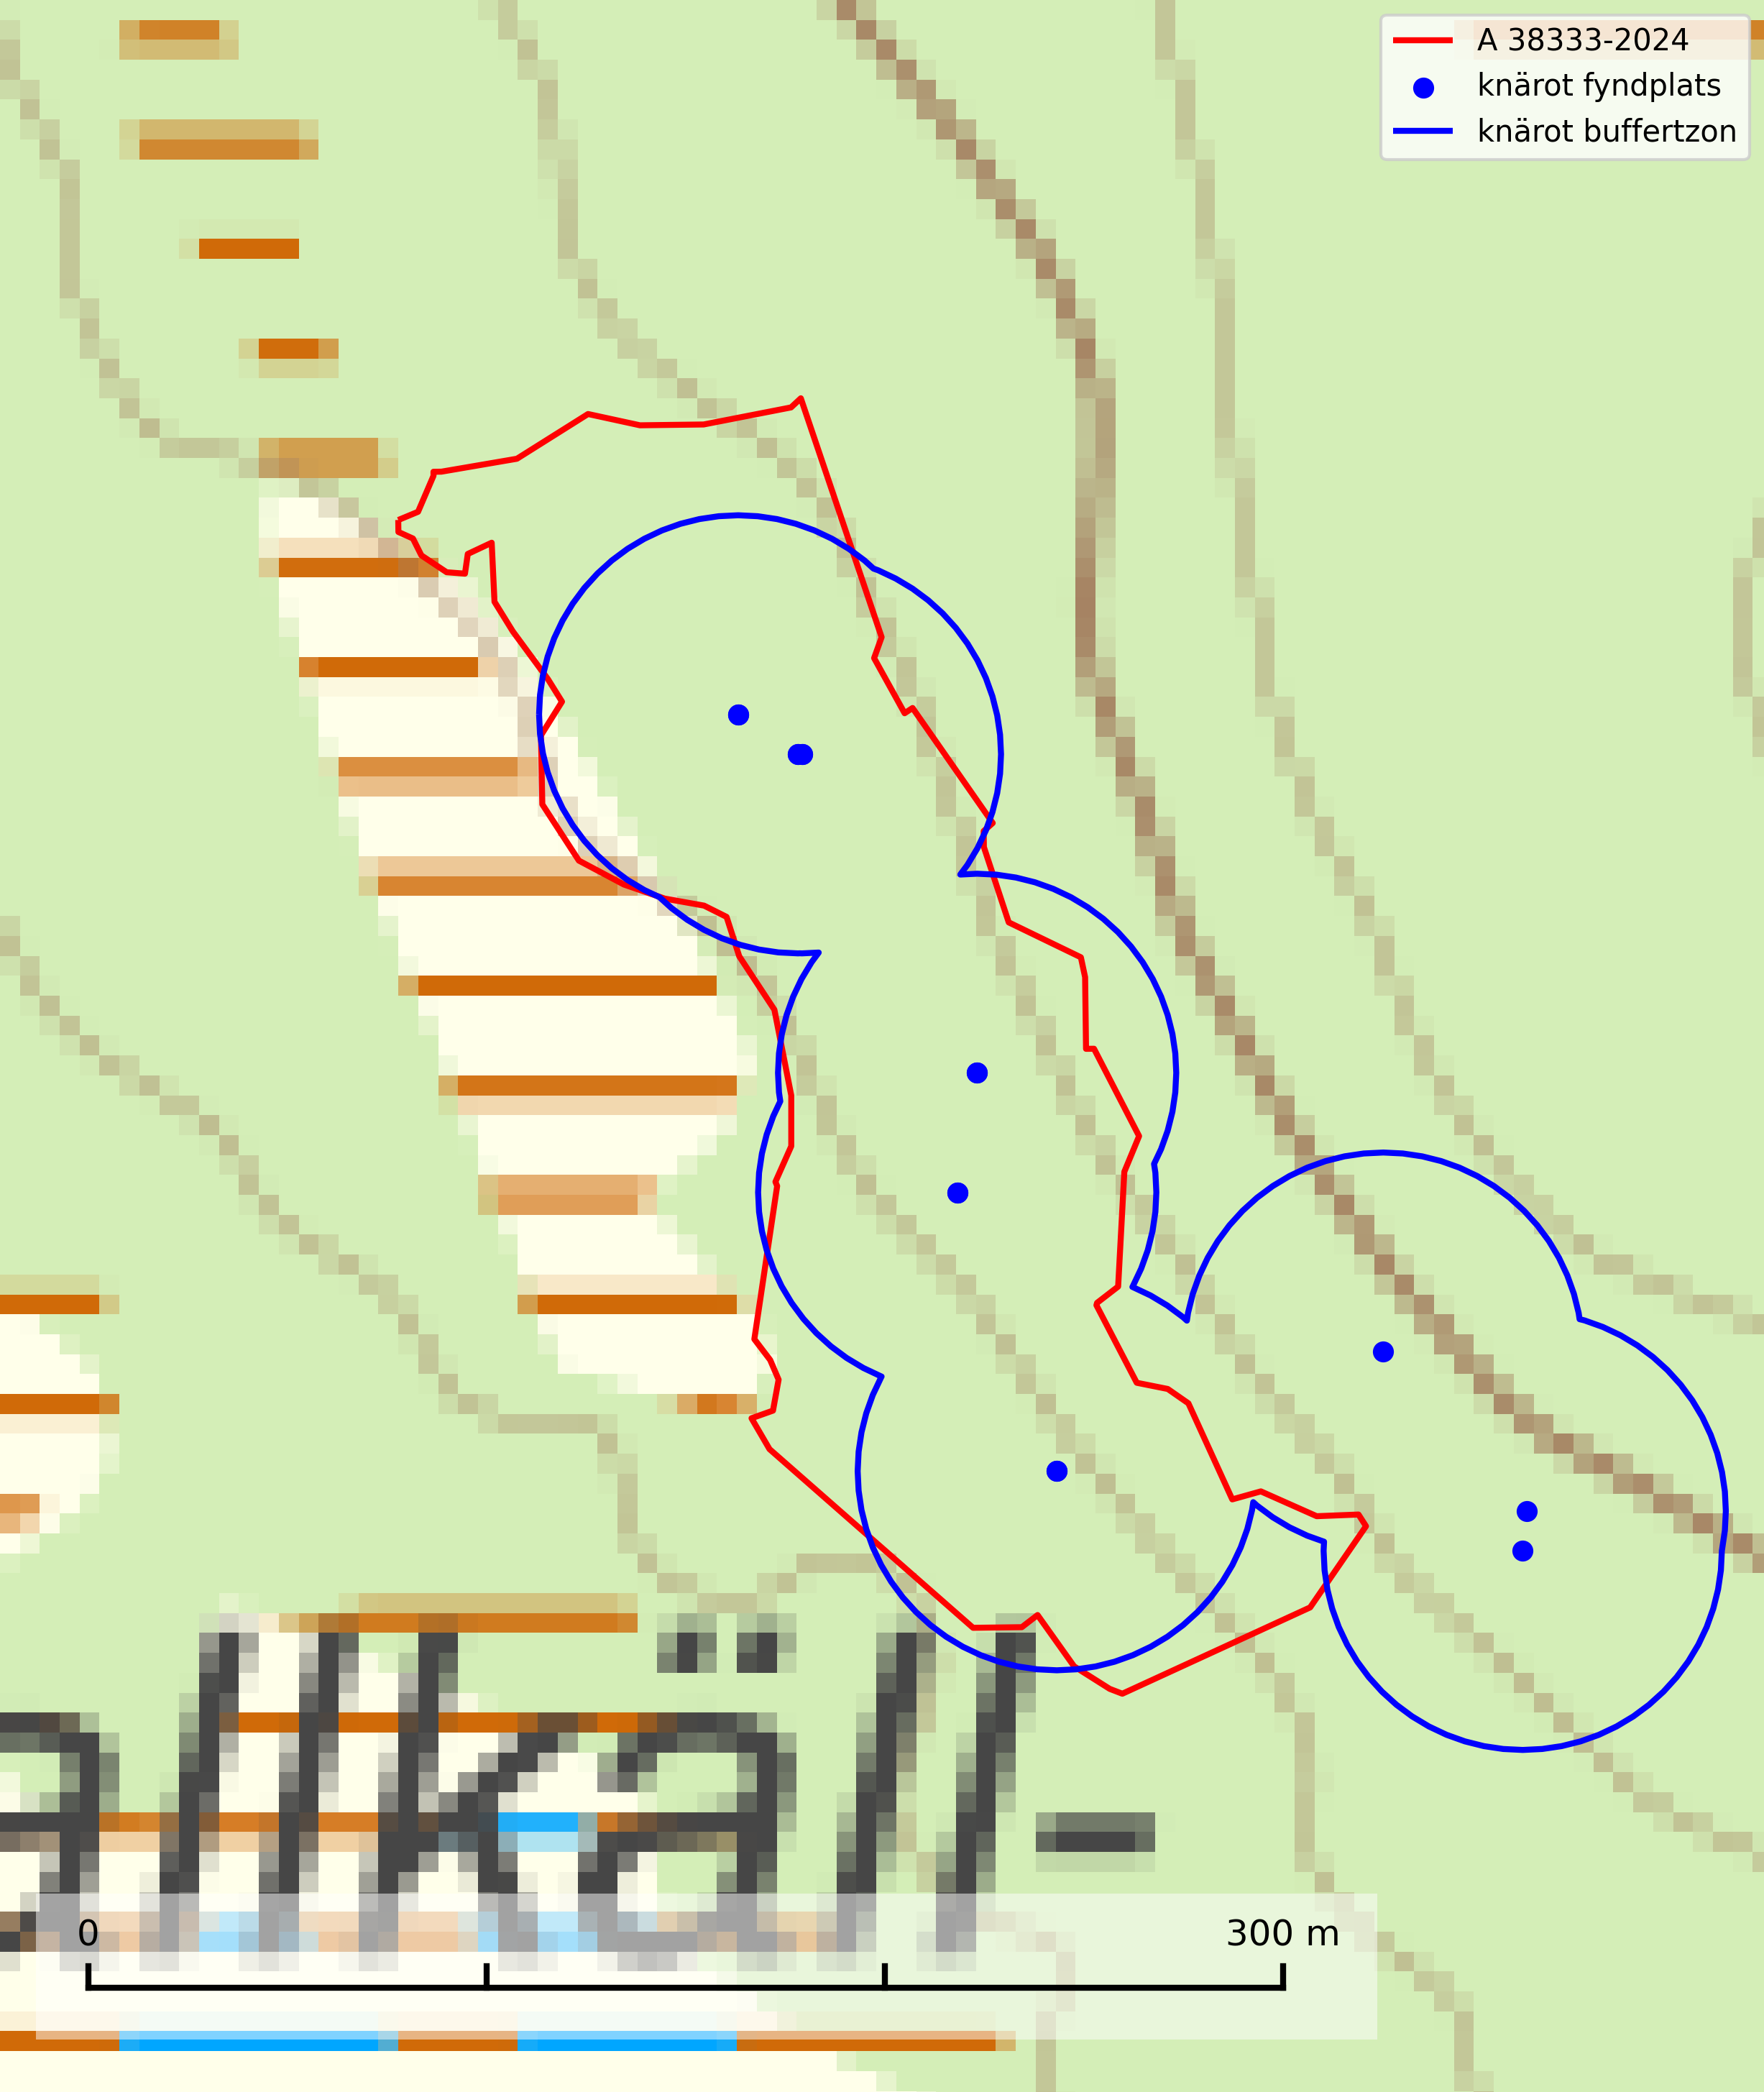 A 38333-2024
knärot fyndplats
knärot buffertzon
0 300 m